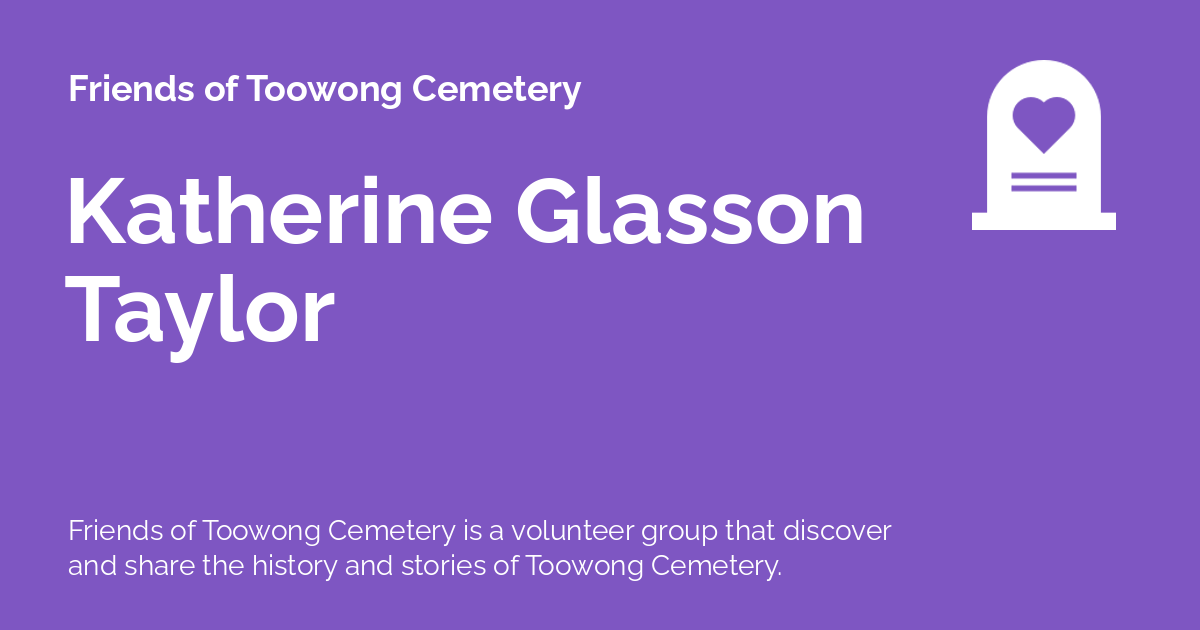 Friends of Toowong Cemetery
Katherine Glasson
Taylor
Friends of Toowong Cemetery is a volunteer group that discover
and share the history and stories of Toowong Cemetery.